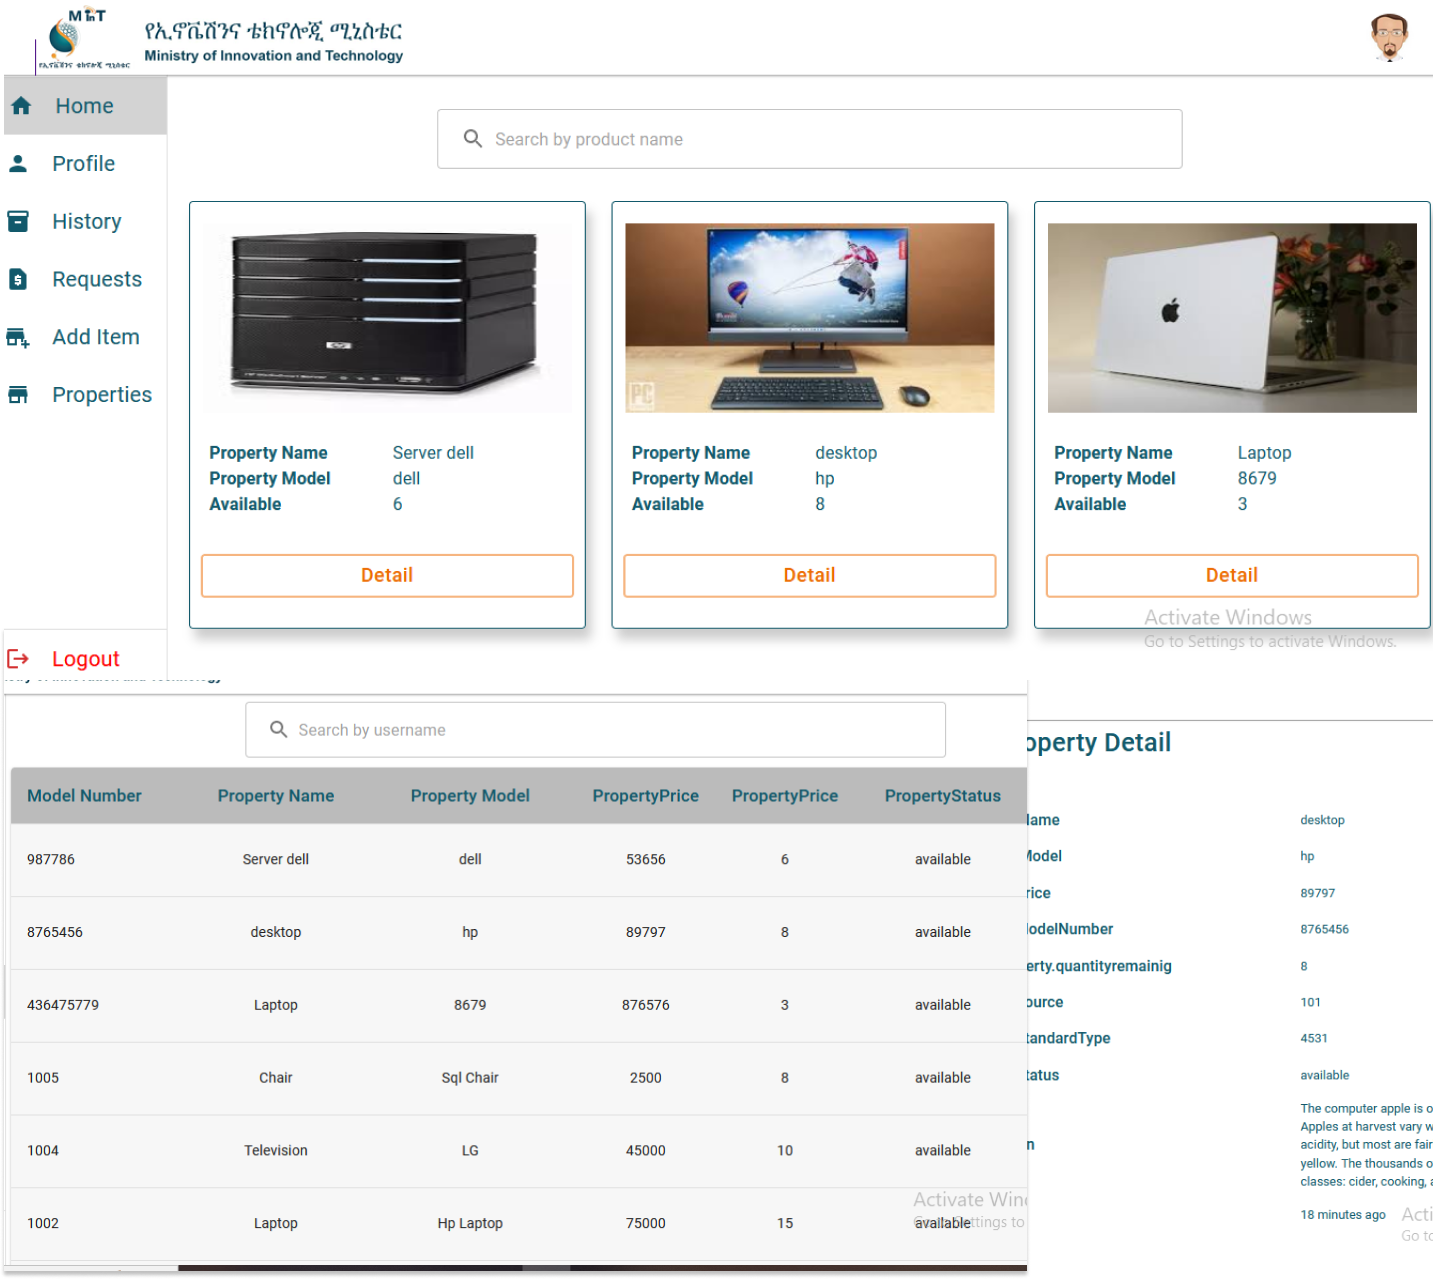 MኢT
የኢኖቬሽንና ቴክኖሎጂ ሚኒስቴር
የኢኖቬሽንና ቴክኖሎጂ ሚኒስቴር
Ministry of Innovation and Technology
Home
Profile
History
Requests
Add Item
Properties
Logout
Search by product name
Property Name Server dell
Property Model dell
Available 6
Detail
Property Name desktop
Property Model hp
Available 8
Detail
Property Name Laptop
Property Model 8679
Available 3
Detail
Activate Windows
Go to Settings to activate Windows.
Search by username
Model Number Property Name Property Model PropertyPrice PropertyPrice PropertyStatus
987786 Server dell dell 53656 6 available
8765456 desktop hp 89797 8 available
436475779 Laptop 8679 876576 3 available
1005 Chair Sql Chair 2500 8 available
1004 Television LG 45000 10 available
1002 Laptop Hp Laptop 75000 15 available
Activate Win
Go to Settings to
operty Detail
ame desktop
Model hp
rice 89797
odelNumber 8765456
erty.quantityremainig 8
ource 101
tandardType 4531
tatus available
The computer apple is o
Apples at harvest vary w
acidity, but most are fair
yellow. The thousands o
n
classes: cider, cooking, a
18 minutes ago
Acti
Go to